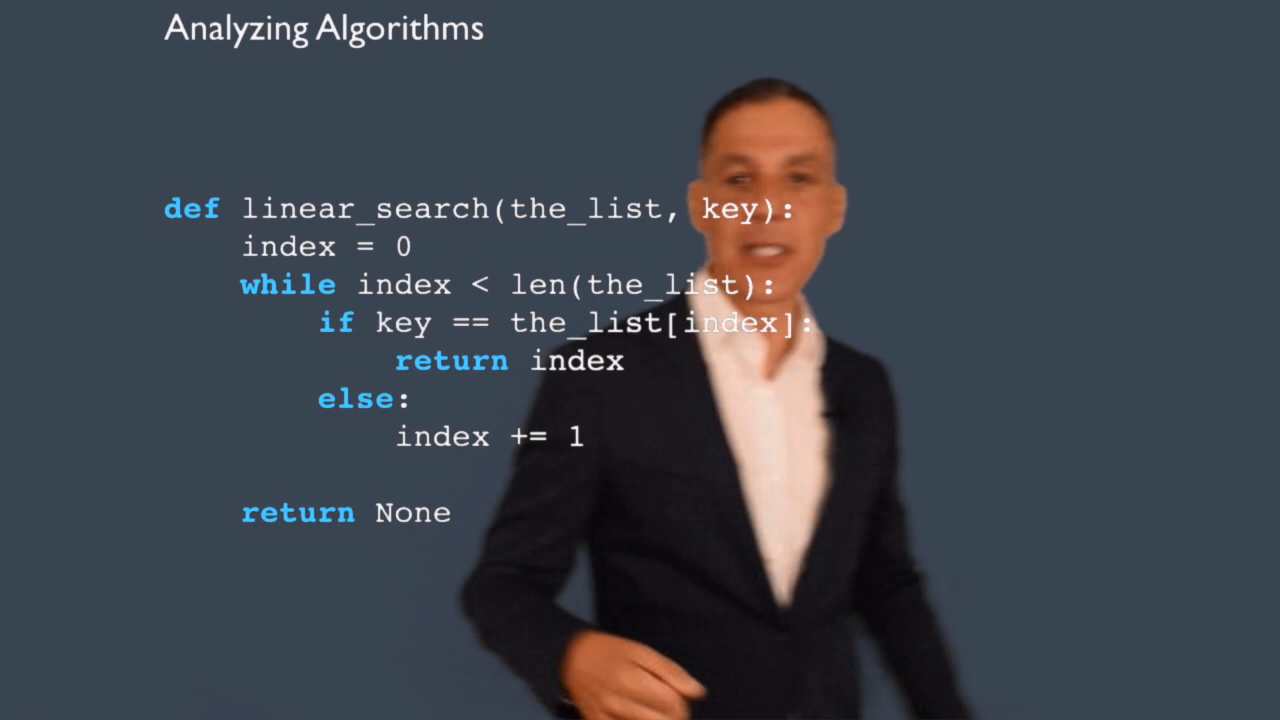 Analyzing Algorithms
def linear_search(the_list, key):
    index = 0
    while index < len(the_list):
        if key == the_list[index]:
            return index
        else:
            index += 1
    return None